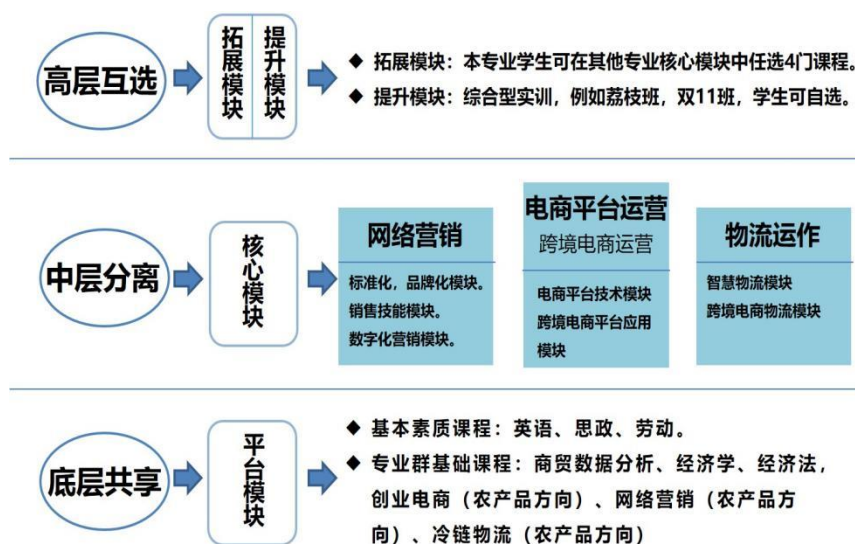 高层互选
拓展模块
提升模块
◆ 拓展模块：本专业学生可在其他专业核心模块中任选4门课程。
◆ 提升模块：综合型实训，例如荔枝班，双11班，学生可自选。
中层分离
核心模块
网络营销
标准化，品牌化模块。
销售技能模块。
数字化营销模块。
电商平台运营
跨境电商运营
电商平台技术模块
跨境电商平台应用
模块
物流运作
智慧物流模块
跨境电商物流模块
底层共享
平台模块
◆ 基本素质课程：英语、思政、劳动。
◆ 专业群基础课程：商贸数据分析、经济学、经济法，
创业电商（农产品方向）、网络营销（农产品方
向）、冷链物流（农产品方向）